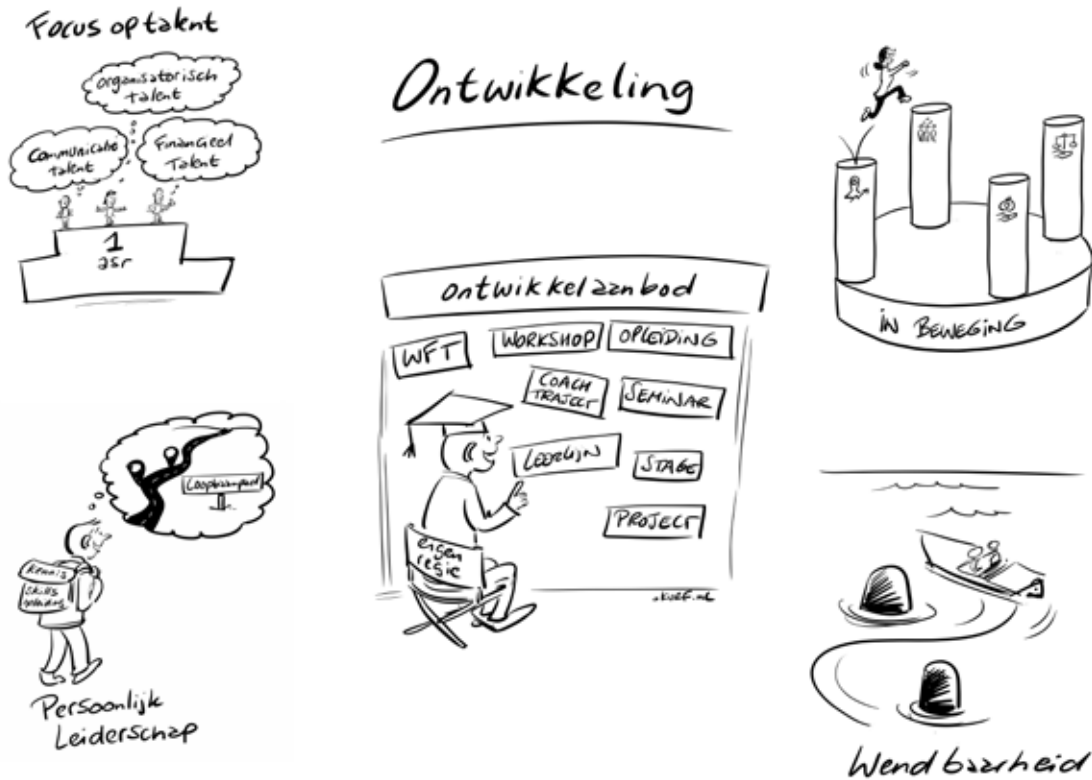 Focus op talent
organisatorisch
talent
Communicatie
talent
Financieel
Talent
1
asr
Ontwikkeling
ontwikkelaanbod
WFT
WORKSHOP
OPLEIDING
COACH
TRAJECT
SEMINAR
LEERLIJN
STAGE
PROJECT
eigen
regie
IN BEWEGING
Loopbaanpad
Kennis
Skills
Persoonlijk
Leiderschap
Wendbaarheid